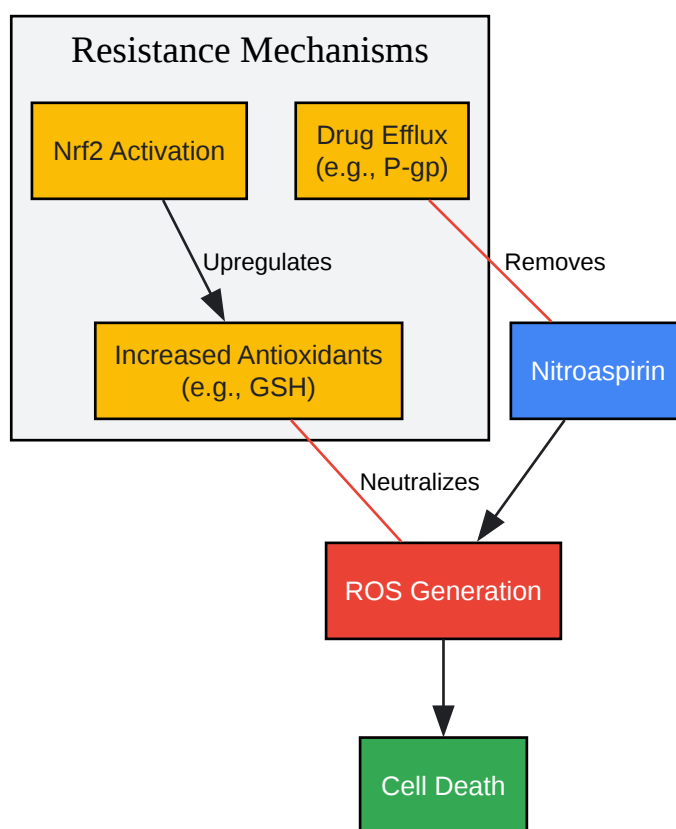 Resistance Mechanisms
Nrf2 Activation
Drug Efflux
(e.g., P-gp)
Upregulates
Removes
Increased Antioxidants
(e.g., GSH)
Nitroaspirin
Neutralizes
ROS Generation
Cell Death